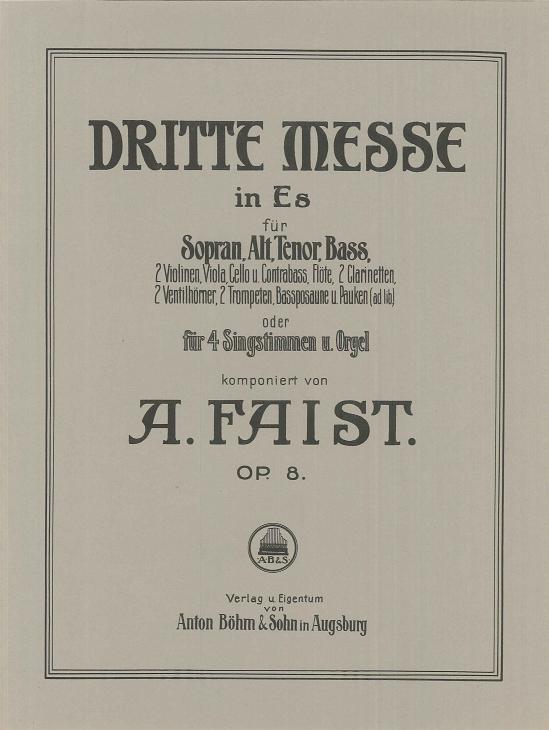 DRITTE MESSE
in Es
für
Sopran, Alt, Tenor, Bass,
2 Violinen, Viola, Cello u. Contrabass, Flöte, 2 Clarinetten,
2 Ventilhörner, 2 Trompeten, Bassposaune u. Pauken (ad lib)
oder
für 4 Singstimmen u. Orgel
komponiert von
A. FAIST.
OP. 8.
A.B.&S.
Verlag u. Eigentum
von
Anton Böhm & Sohn in Augsburg